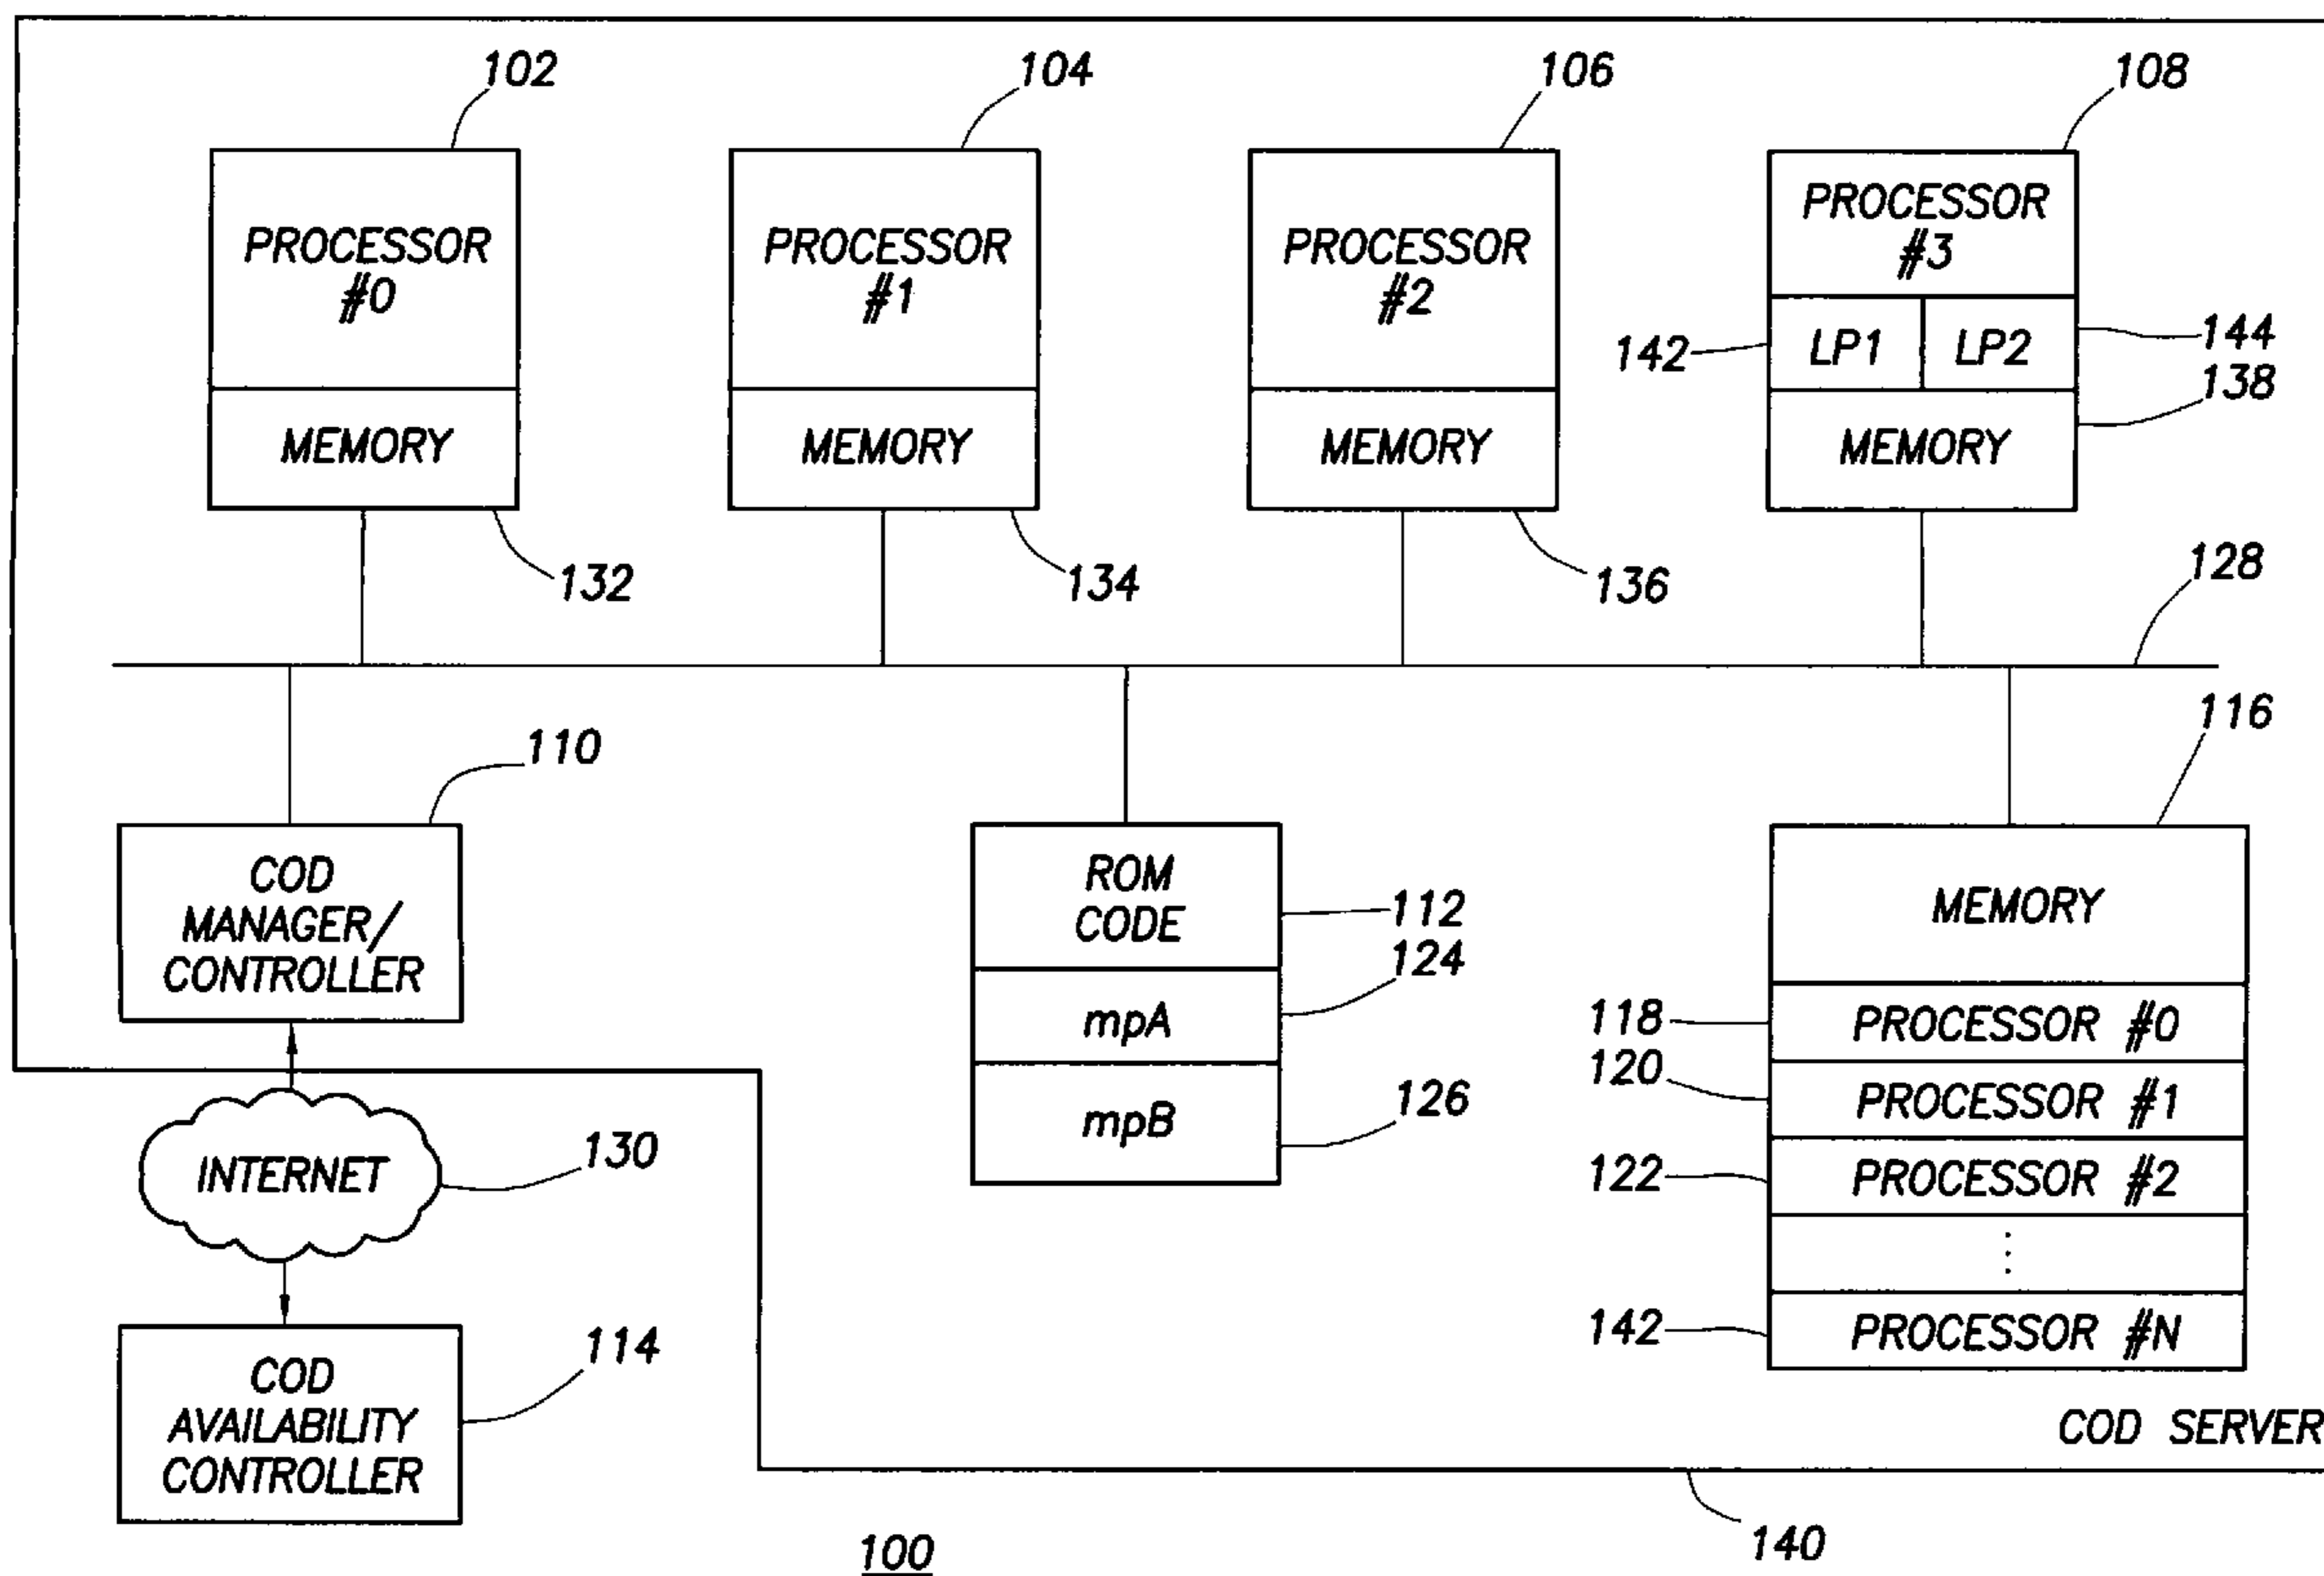 102
104
106
108
PROCESSOR
#0
MEMORY
132
PROCESSOR
#1
MEMORY
134
PROCESSOR
#2
MEMORY
136
PROCESSOR
#3
142
LP1
LP2
144
138
MEMORY
128
110
COD
MANAGER/
CONTROLLER
ROM
CODE
112
mpA
124
mpB
126
116
MEMORY
118
PROCESSOR #0
120
PROCESSOR #1
122
PROCESSOR #2
⋮
142
PROCESSOR #N
INTERNET
130
COD
AVAILABILITY
CONTROLLER
114
COD SERVER
140
100